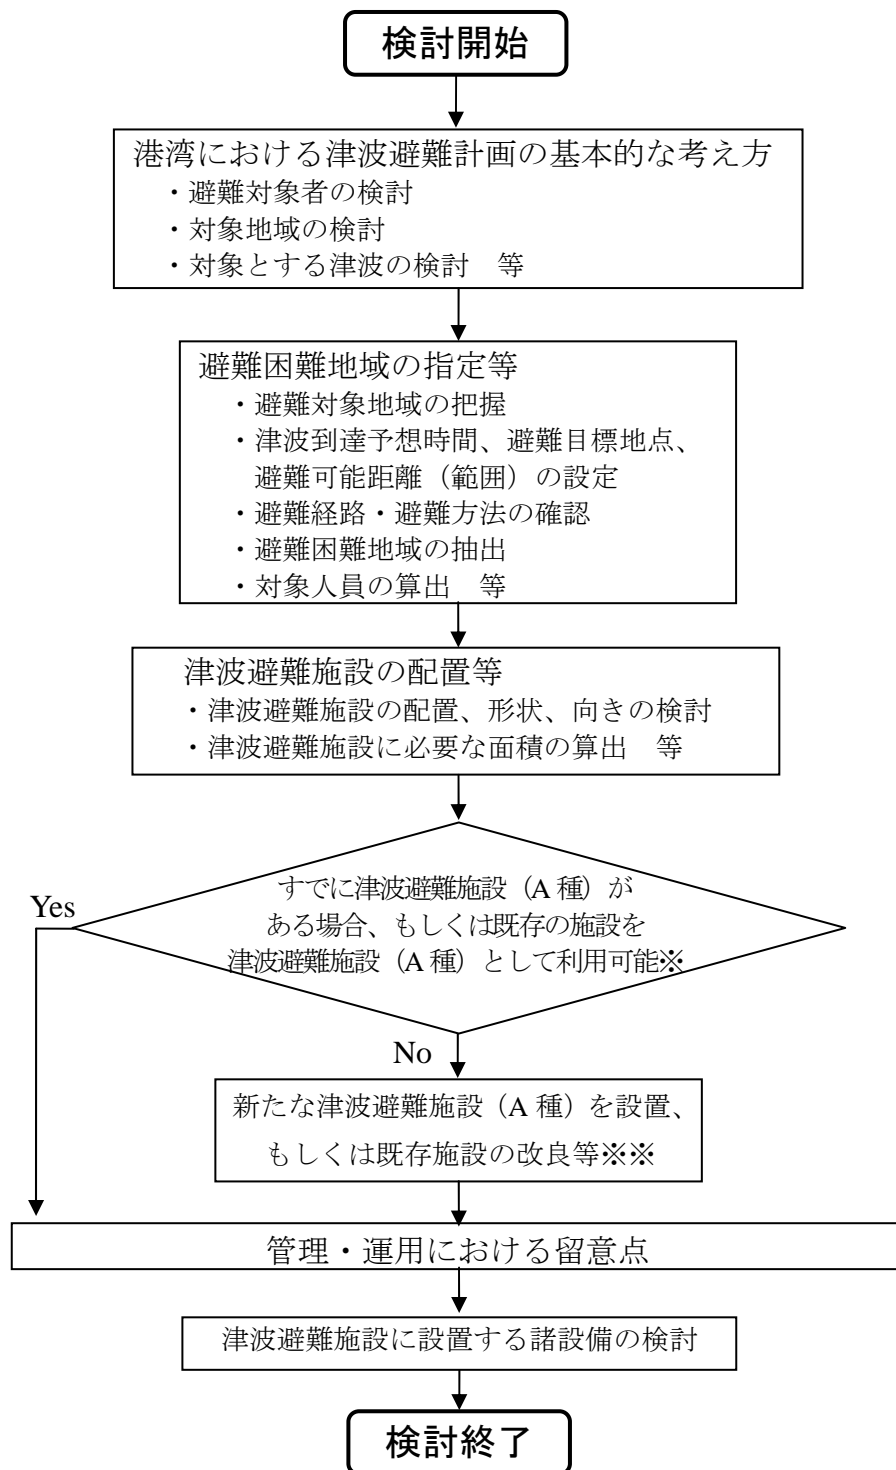 検討開始
港湾における津波避難計画の基本的な考え方
・避難対象者の検討
・対象地域の検討
・対象とする津波の検討　等
避難困難地域の指定等
・避難対象地域の把握
・津波到達予想時間、避難目標地点、
避難可能距離（範囲）の設定
・避難経路・避難方法の確認
・避難困難地域の抽出
・対象人員の算出　等
津波避難施設の配置等
・津波避難施設の配置、形状、向きの検討
・津波避難施設に必要な面積の算出　等
すでに津波避難施設（A 種）が
ある場合、もしくは既存の施設を
津波避難施設（A 種）として利用可能※
Yes
No
新たな津波避難施設（A 種）を設置、
もしくは既存施設の改良等※※
管理・運用における留意点
津波避難施設に設置する諸設備の検討
検討終了